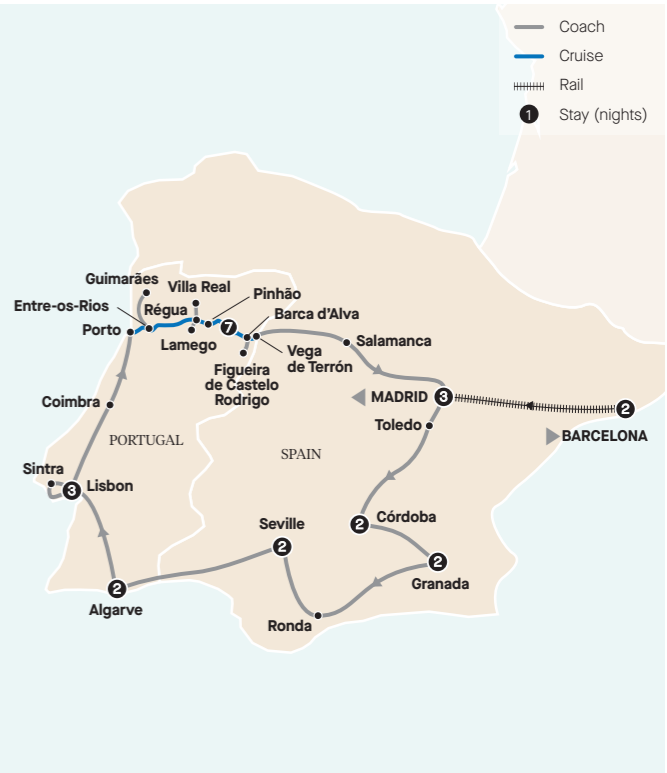 Coach
Cruise
Rail
1 Stay (nights)
Guimarães
Villa Real
Pinhão
Entre-os-Rios
Régua
Barca d'Alva
Porto
7
Lamego
Salamanca
Vega
de Terrón
Figueira
de Castelo
Rodrigo
MADRID 3
2
Coimbra
Toledo
BARCELONA
PORTUGAL
SPAIN
Sintra
3 Lisbon
Seville
2 Córdoba
2
2
Granada
2
Algarve
Ronda